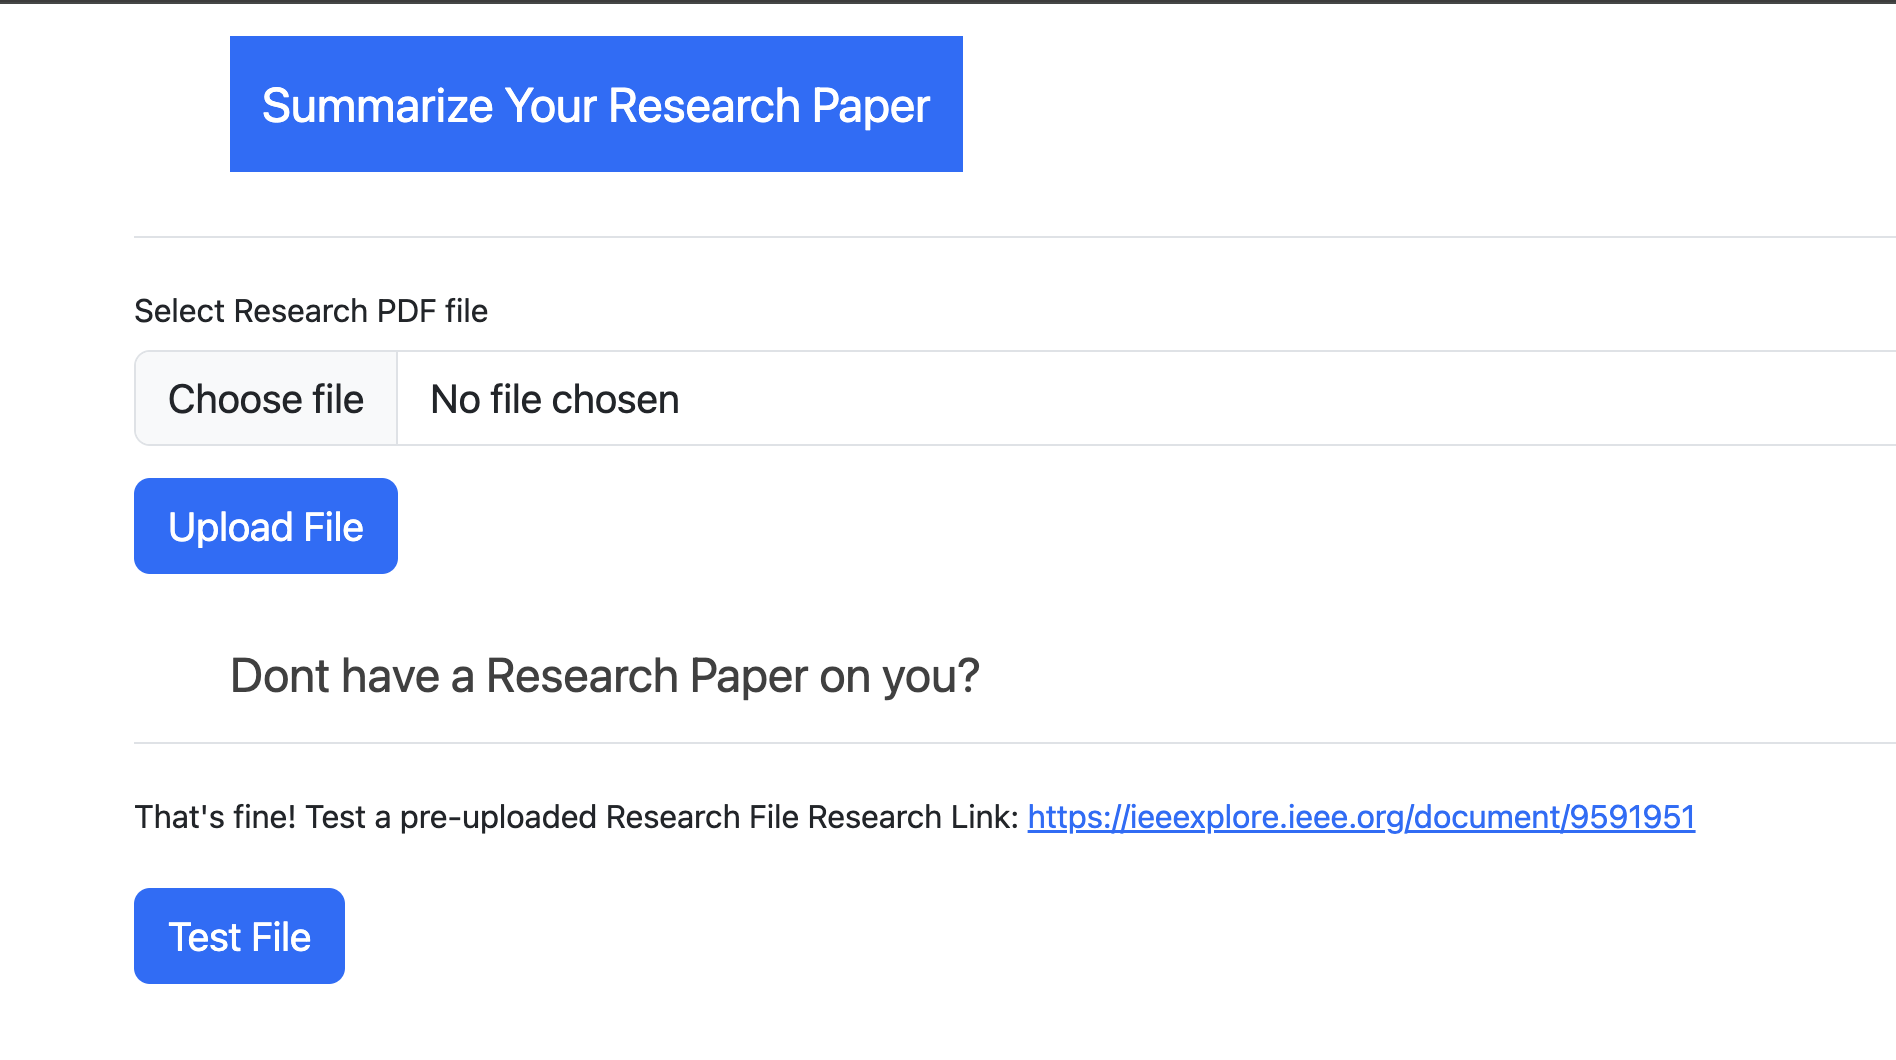 Summarize Your Research Paper
Select Research PDF file
Choose file No file chosen
Upload File
Dont have a Research Paper on you?
That's fine! Test a pre-uploaded Research File Research Link: https://ieeexplore.ieee.org/document/9591951
Test File